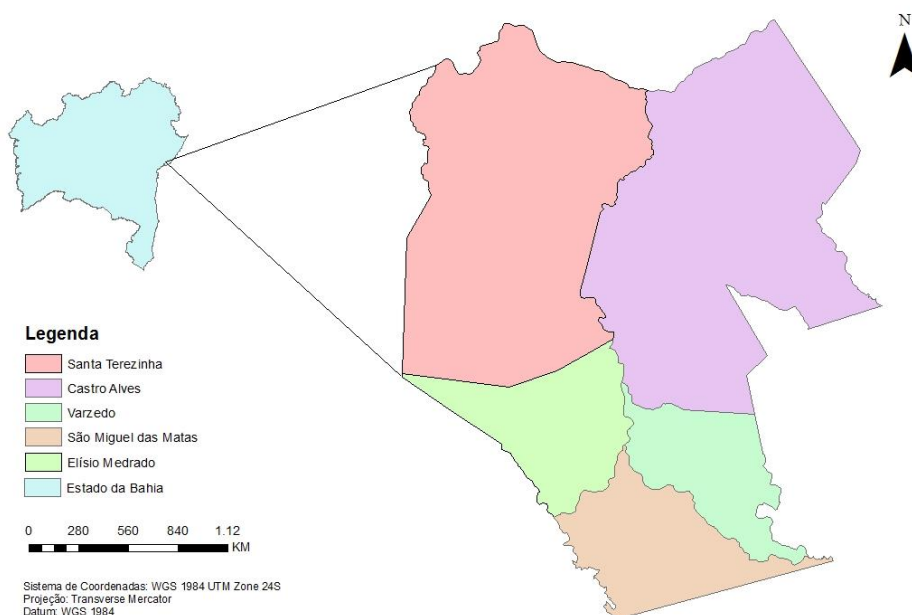 N
Legenda
Santa Terezinha
Castro Alves
Varzedo
São Miguel das Matas
Elísio Medrado
Estado da Bahia
0 280 560 840 1.12
KM
Sistema de Coordenadas: WGS 1984 UTM Zone 24S
Projeção: Transverse Mercator
Datum: WGS 1984